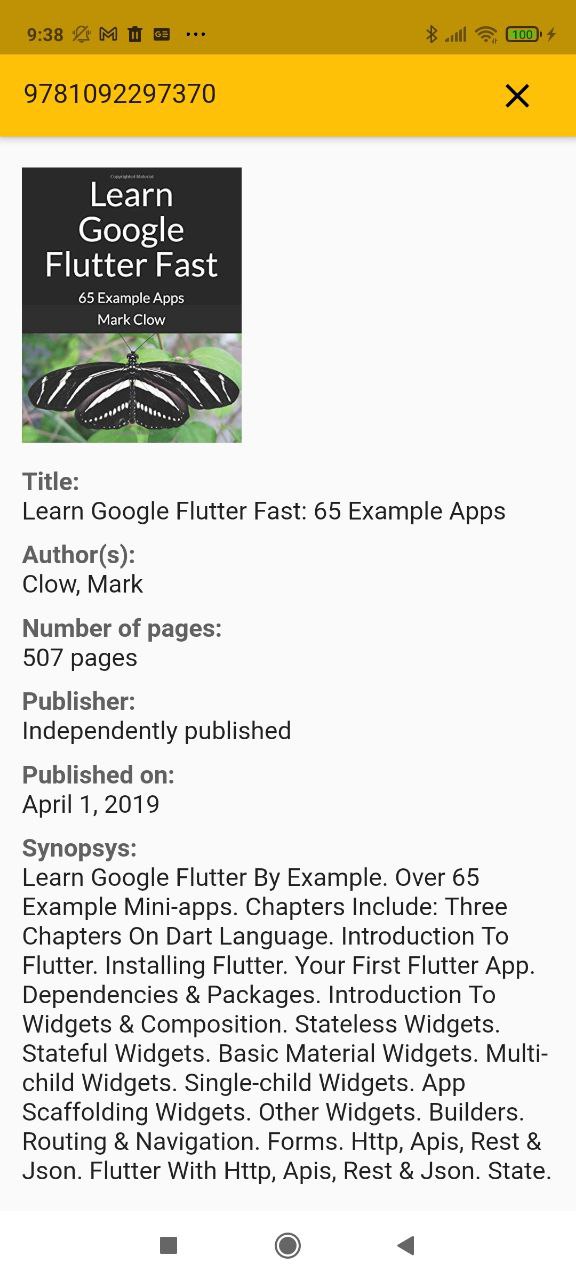 9:38
100
9781092297370
Copyrighted Material
Learn
Google
Flutter Fast
65 Example Apps
Mark Clow
Title:
Learn Google Flutter Fast: 65 Example Apps
Author(s):
Clow, Mark
Number of pages:
507 pages
Publisher:
Independently published
Published on:
April 1, 2019
Synopsys:
Learn Google Flutter By Example. Over 65
Example Mini-apps. Chapters Include: Three
Chapters On Dart Language. Introduction To
Flutter. Installing Flutter. Your First Flutter App.
Dependencies & Packages. Introduction To
Widgets & Composition. Stateless Widgets.
Stateful Widgets. Basic Material Widgets. Multi-
child Widgets. Single-child Widgets. App
Scaffolding Widgets. Other Widgets. Builders.
Routing & Navigation. Forms. Http, Apis, Rest &
Json. Flutter With Http, Apis, Rest & Json. State.